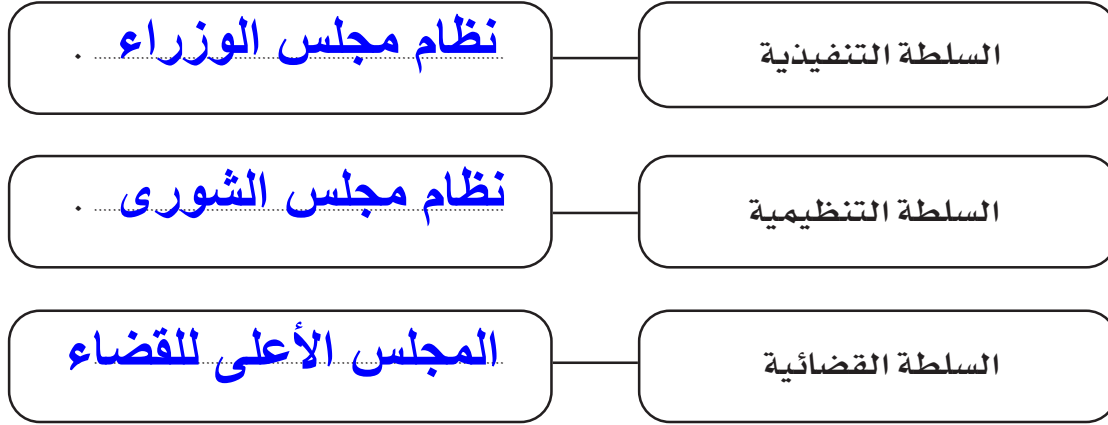 السلطة التنفيذية
نظام مجلس الوزراء .
السلطة التنظيمية
نظام مجلس الشورى .
السلطة القضائية
المجلس الأعلى للقضاء